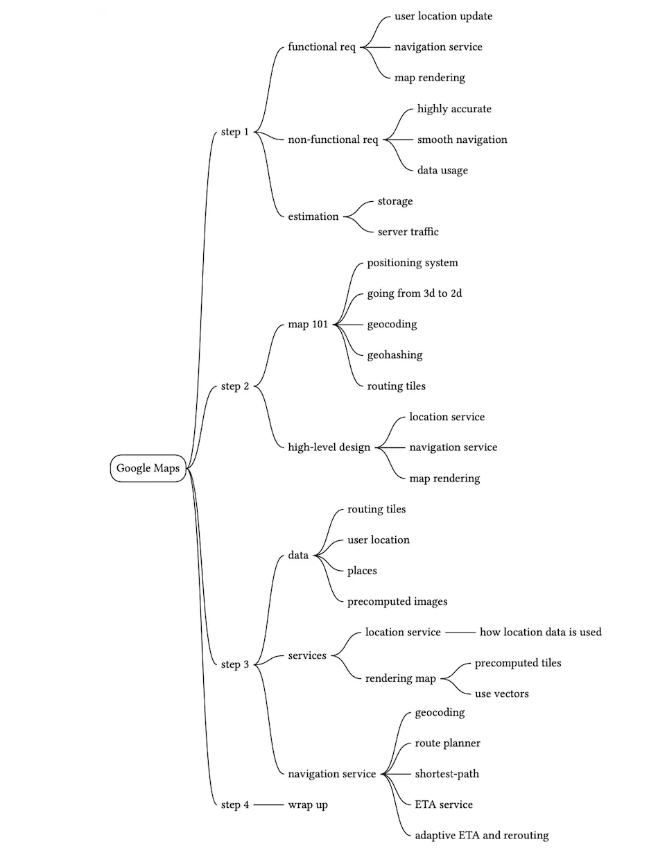 Google Maps
step 1
functional req
user location update
navigation service
map rendering
non-functional req
highly accurate
smooth navigation
data usage
estimation
storage
server traffic
step 2
map 101
positioning system
going from 3d to 2d
geocoding
geohashing
routing tiles
high-level design
location service
navigation service
map rendering
step 3
data
routing tiles
user location
places
precomputed images
services
location service
how location data is used
rendering map
precomputed tiles
use vectors
navigation service
geocoding
route planner
shortest-path
ETA service
adaptive ETA and rerouting
step 4
wrap up